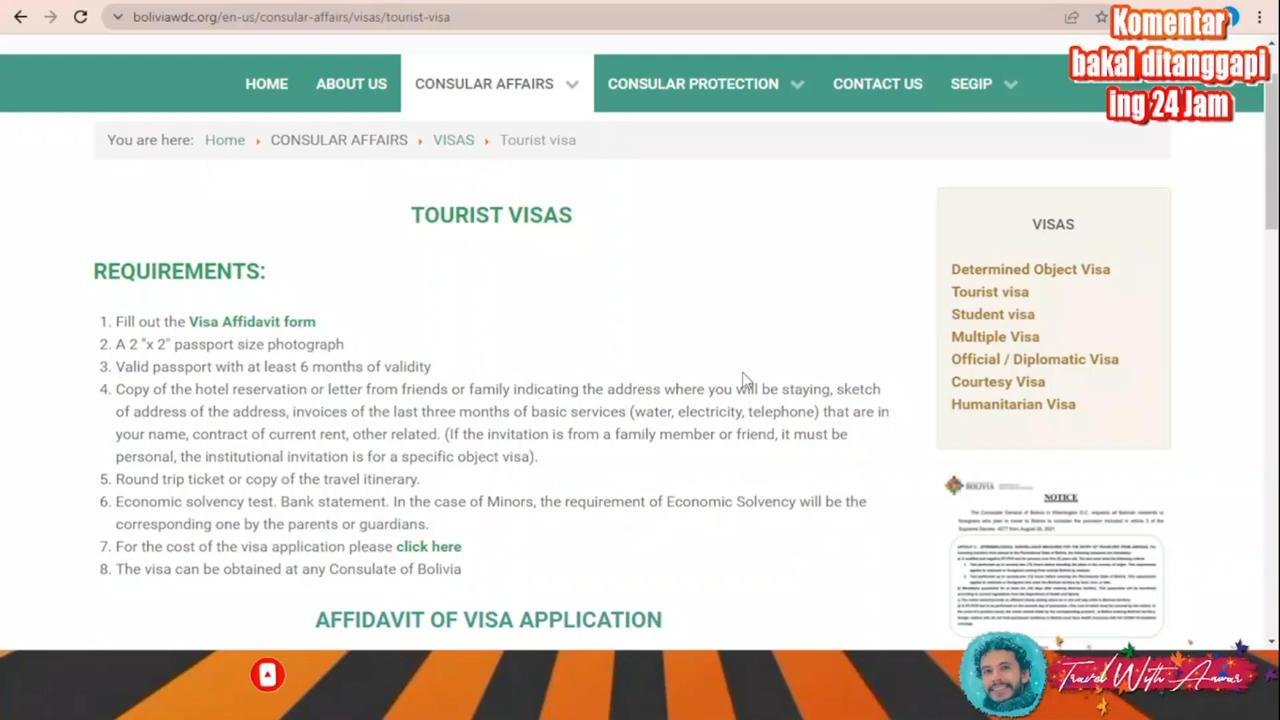 boliviawdc.org/en-us/consular-affairs/visas/tourist-visa
Komentar
bakal ditanggapi
ing 24 Jam
HOME
ABOUT US
CONSULAR AFFAIRS
CONSULAR PROTECTION
CONTACT US
SEGIP
You are here: Home CONSULAR AFFAIRS VISAS Tourist visa
TOURIST VISAS
REQUIREMENTS:
1. Fill out the Visa Affidavit form
2. A 2 "x 2" passport size photograph
3. Valid passport with at least 6 months of validity
4. Copy of the hotel reservation or letter from friends or family indicating the address where you will be staying, sketch
of address of the address, invoices of the last three months of basic services (water, electricity, telephone) that are in
your name, contract of current rent, other related. (If the invitation is from a family member or friend, it must be
personal, the institutional invitation is for a specific object visa).
5. Round trip ticket or copy of the travel itinerary.
6. Economic solvency test. Bank statement. In the case of Minors, the requirement of Economic Solvency will be the
corresponding one by the parents or guardians.
7. For the cost of the visa application please click here
8. The visa can be obtained at any Consulate of Bolivia
AFFIDAVIT OF VISA APPLICATION
VISAS
Determined Object Visa
Tourist visa
Student visa
Multiple Visa
Official / Diplomatic Visa
Courtesy Visa
Humanitarian Visa
BOLIVIA
NOTICE
Travel With Anwar